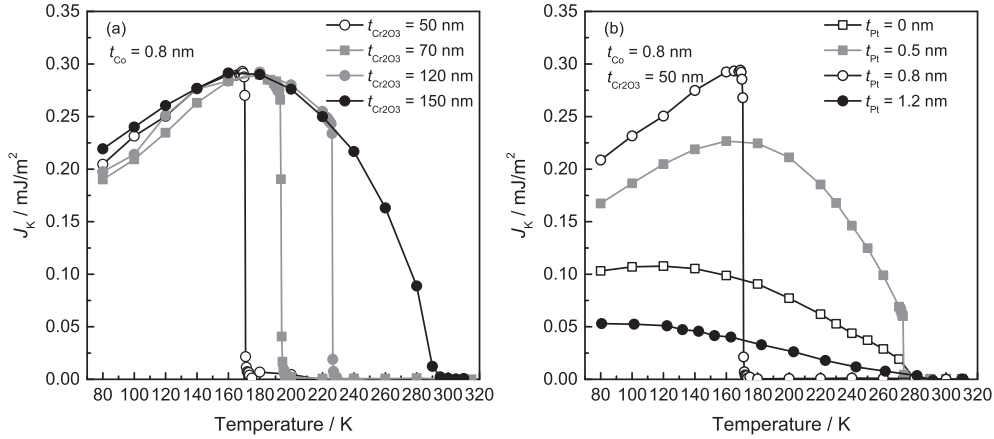 (a)
t_Co = 0.8 nm
t_Cr2O3 = 50 nm
t_Cr2O3 = 70 nm
t_Cr2O3 = 120 nm
t_Cr2O3 = 150 nm
0.35
0.30
0.25
0.20
0.15
0.10
0.05
0.00
J_K / mJ/m²
80 100 120 140 160 180 200 220 240 260 280 300 320
Temperature / K
(b)
t_Co = 0.8 nm
t_Cr2O3 = 50 nm
t_Pt = 0 nm
t_Pt = 0.5 nm
t_Pt = 0.8 nm
t_Pt = 1.2 nm
0.35
0.30
0.25
0.20
0.15
0.10
0.05
0.00
J_K / mJ/m²
80 100 120 140 160 180 200 220 240 260 280 300 320
Temperature / K